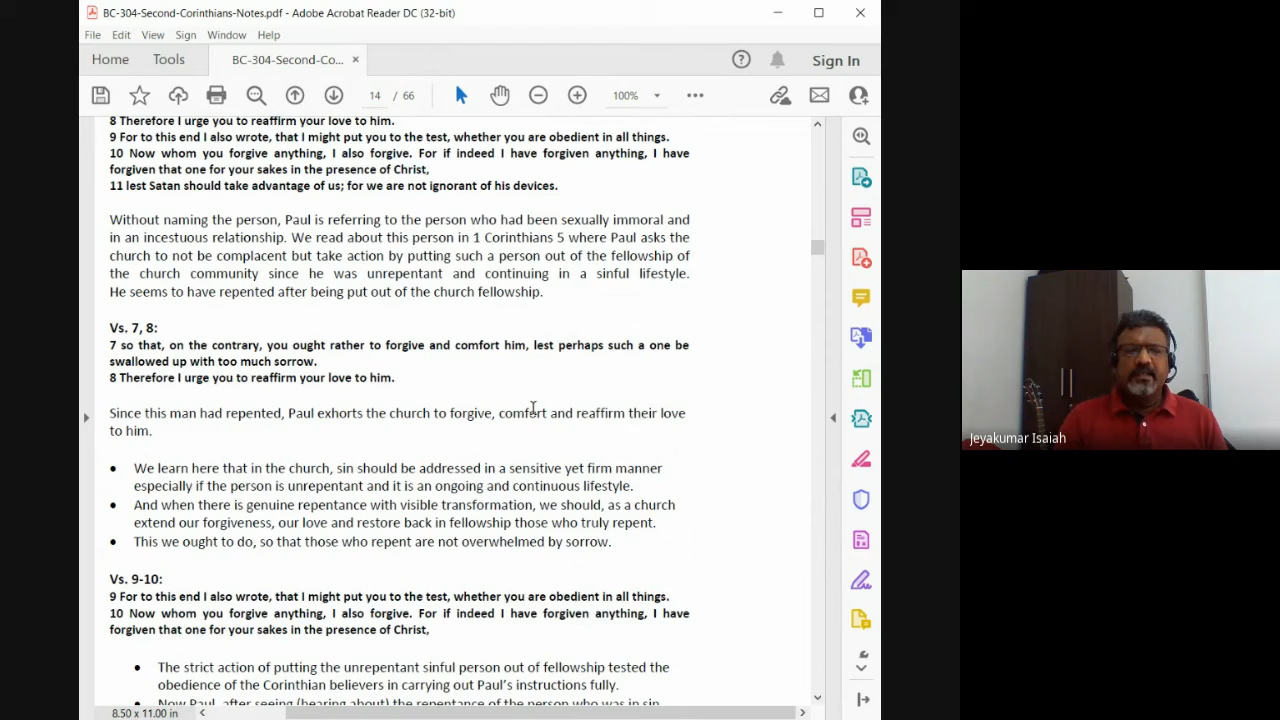 BC-304-Second-Corinthians-Notes.pdf - Adobe Acrobat Reader DC (32-bit)
File Edit View Sign Window Help
Home Tools BC-304-Second-Co... × Sign In
14 / 66 100%
8 Therefore I urge you to reaffirm your love to him.
9 For to this end I also wrote, that I might put you to the test, whether you are obedient in all things.
10 Now whom you forgive anything, I also forgive. For if indeed I have forgiven anything, I have
forgiven that one for your sakes in the presence of Christ,
11 lest Satan should take advantage of us; for we are not ignorant of his devices.
Without naming the person, Paul is referring to the person who had been sexually immoral and
in an incestuous relationship. We read about this person in 1 Corinthians 5 where Paul asks the
church to not be complacent but take action by putting such a person out of the fellowship of
the church community since he was unrepentant and continuing in a sinful lifestyle.
He seems to have repented after being put out of the church fellowship.
Vs. 7, 8:
7 so that, on the contrary, you ought rather to forgive and comfort him, lest perhaps such a one be
swallowed up with too much sorrow.
8 Therefore I urge you to reaffirm your love to him.
Since this man had repented, Paul exhorts the church to forgive, comfort and reaffirm their love
to him.
• We learn here that in the church, sin should be addressed in a sensitive yet firm manner
especially if the person is unrepentant and it is an ongoing and continuous lifestyle.
• And when there is genuine repentance with visible transformation, we should, as a church
extend our forgiveness, our love and restore back in fellowship those who truly repent.
• This we ought to do, so that those who repent are not overwhelmed by sorrow.
Vs. 9-10:
9 For to this end I also wrote, that I might put you to the test, whether you are obedient in all things.
10 Now whom you forgive anything, I also forgive. For if indeed I have forgiven anything, I have
forgiven that one for your sakes in the presence of Christ,
• The strict action of putting the unrepentant sinful person out of fellowship tested the
obedience of the Corinthian believers in carrying out Paul's instructions fully.
• Now Paul, after seeing (hearing about) the repentance of the person who was in sin
8.50 x 11.00 in
Jeyakumar Isaiah